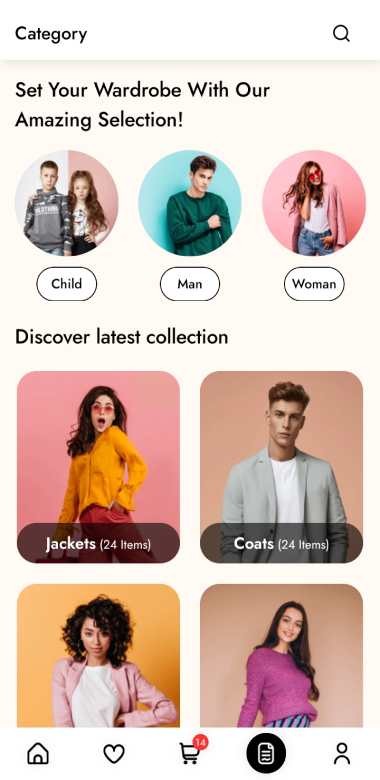 Category
Set Your Wardrobe With Our
Amazing Selection!
Child
Man
Woman
Discover latest collection
Jackets (24 Items)
Coats (24 Items)
14